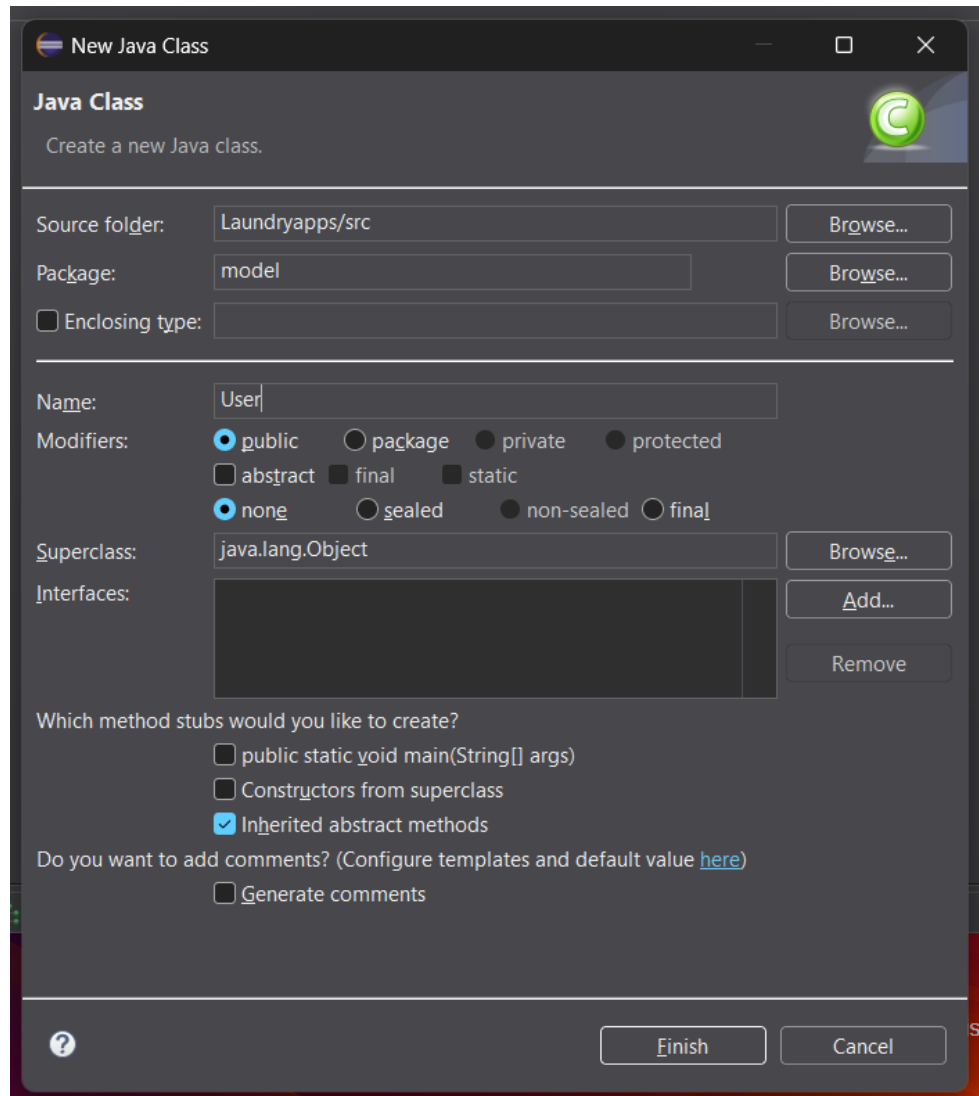 New Java Class
Java Class
Create a new Java class.
Source folder: Laundryapps/src Browse...
Package: model Browse...
Enclosing type: Browse...
Name: User
Modifiers: public package private protected
abstract final static
none sealed non-sealed final
Superclass: java.lang.Object Browse...
Interfaces: Add...
Remove
Which method stubs would you like to create?
public static void main(String[] args)
Constructors from superclass
Inherited abstract methods
Do you want to add comments? (Configure templates and default value here)
Generate comments
? Finish Cancel
s